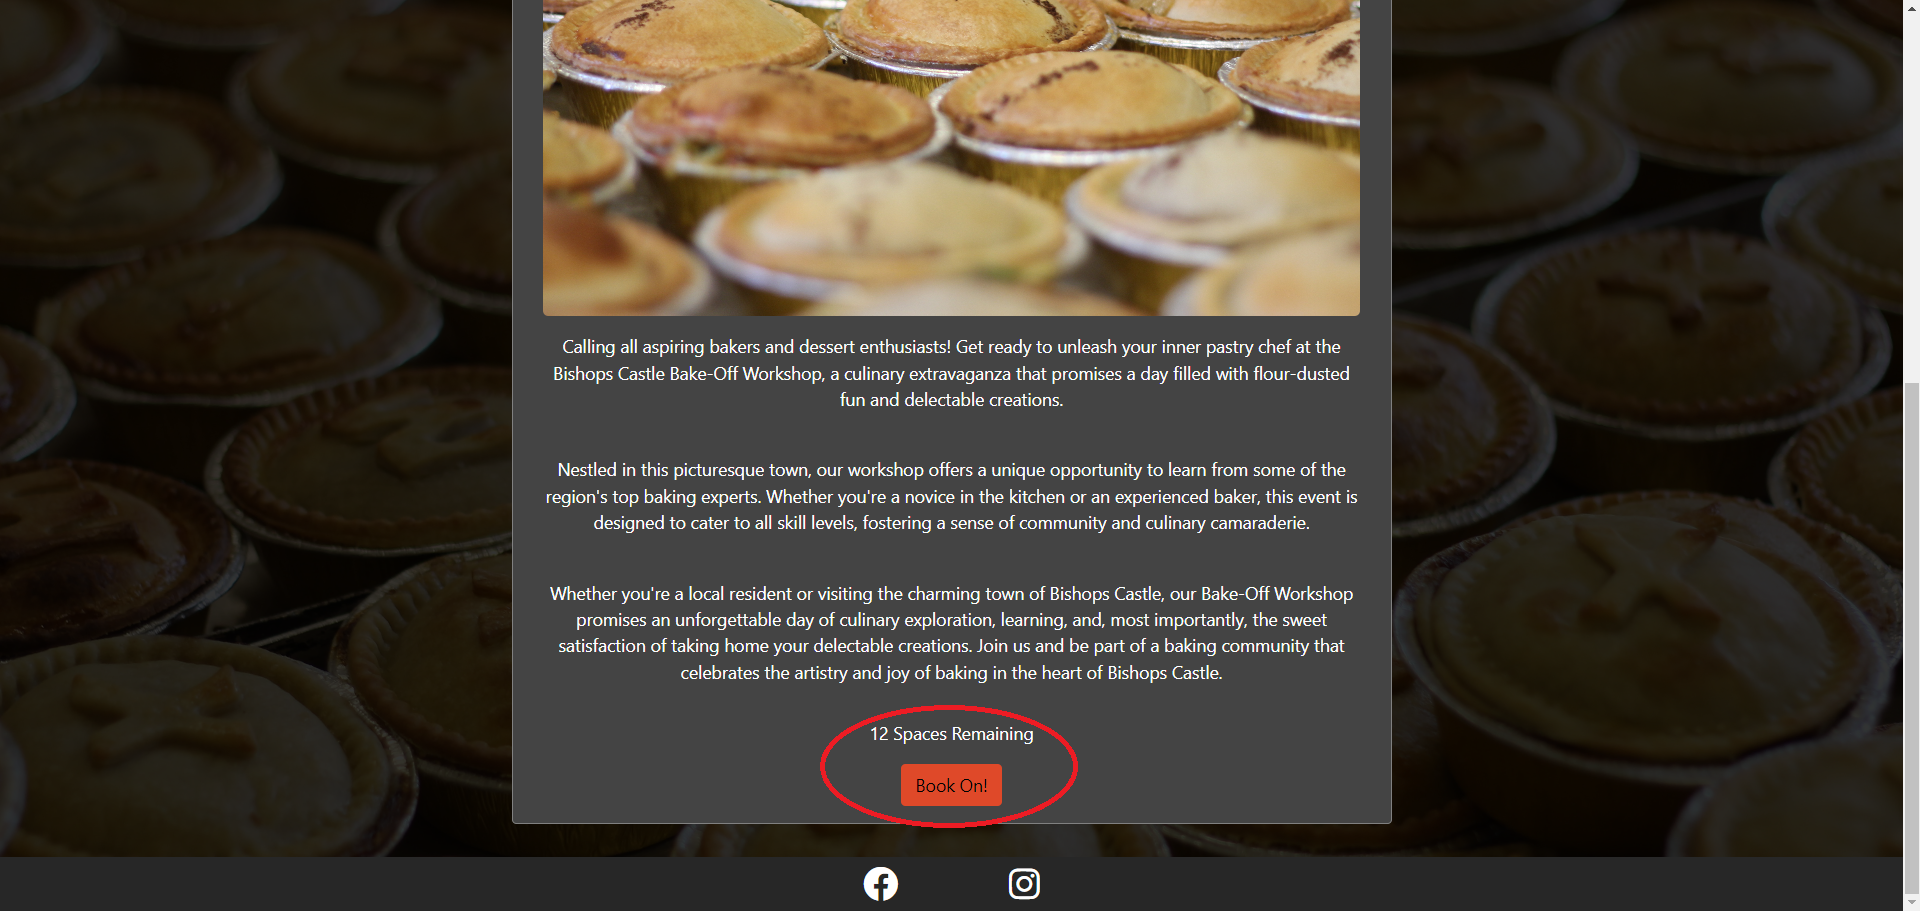 Calling all aspiring bakers and dessert enthusiasts! Get ready to unleash your inner pastry chef at the
Bishops Castle Bake-Off Workshop, a culinary extravaganza that promises a day filled with flour-dusted
fun and delectable creations.
Nestled in this picturesque town, our workshop offers a unique opportunity to learn from some of the
region's top baking experts. Whether you're a novice in the kitchen or an experienced baker, this event is
designed to cater to all skill levels, fostering a sense of community and culinary camaraderie.
Whether you're a local resident or visiting the charming town of Bishops Castle, our Bake-Off Workshop
promises an unforgettable day of culinary exploration, learning, and, most importantly, the sweet
satisfaction of taking home your delectable creations. Join us and be part of a baking community that
celebrates the artistry and joy of baking in the heart of Bishops Castle.
12 Spaces Remaining
Book On!